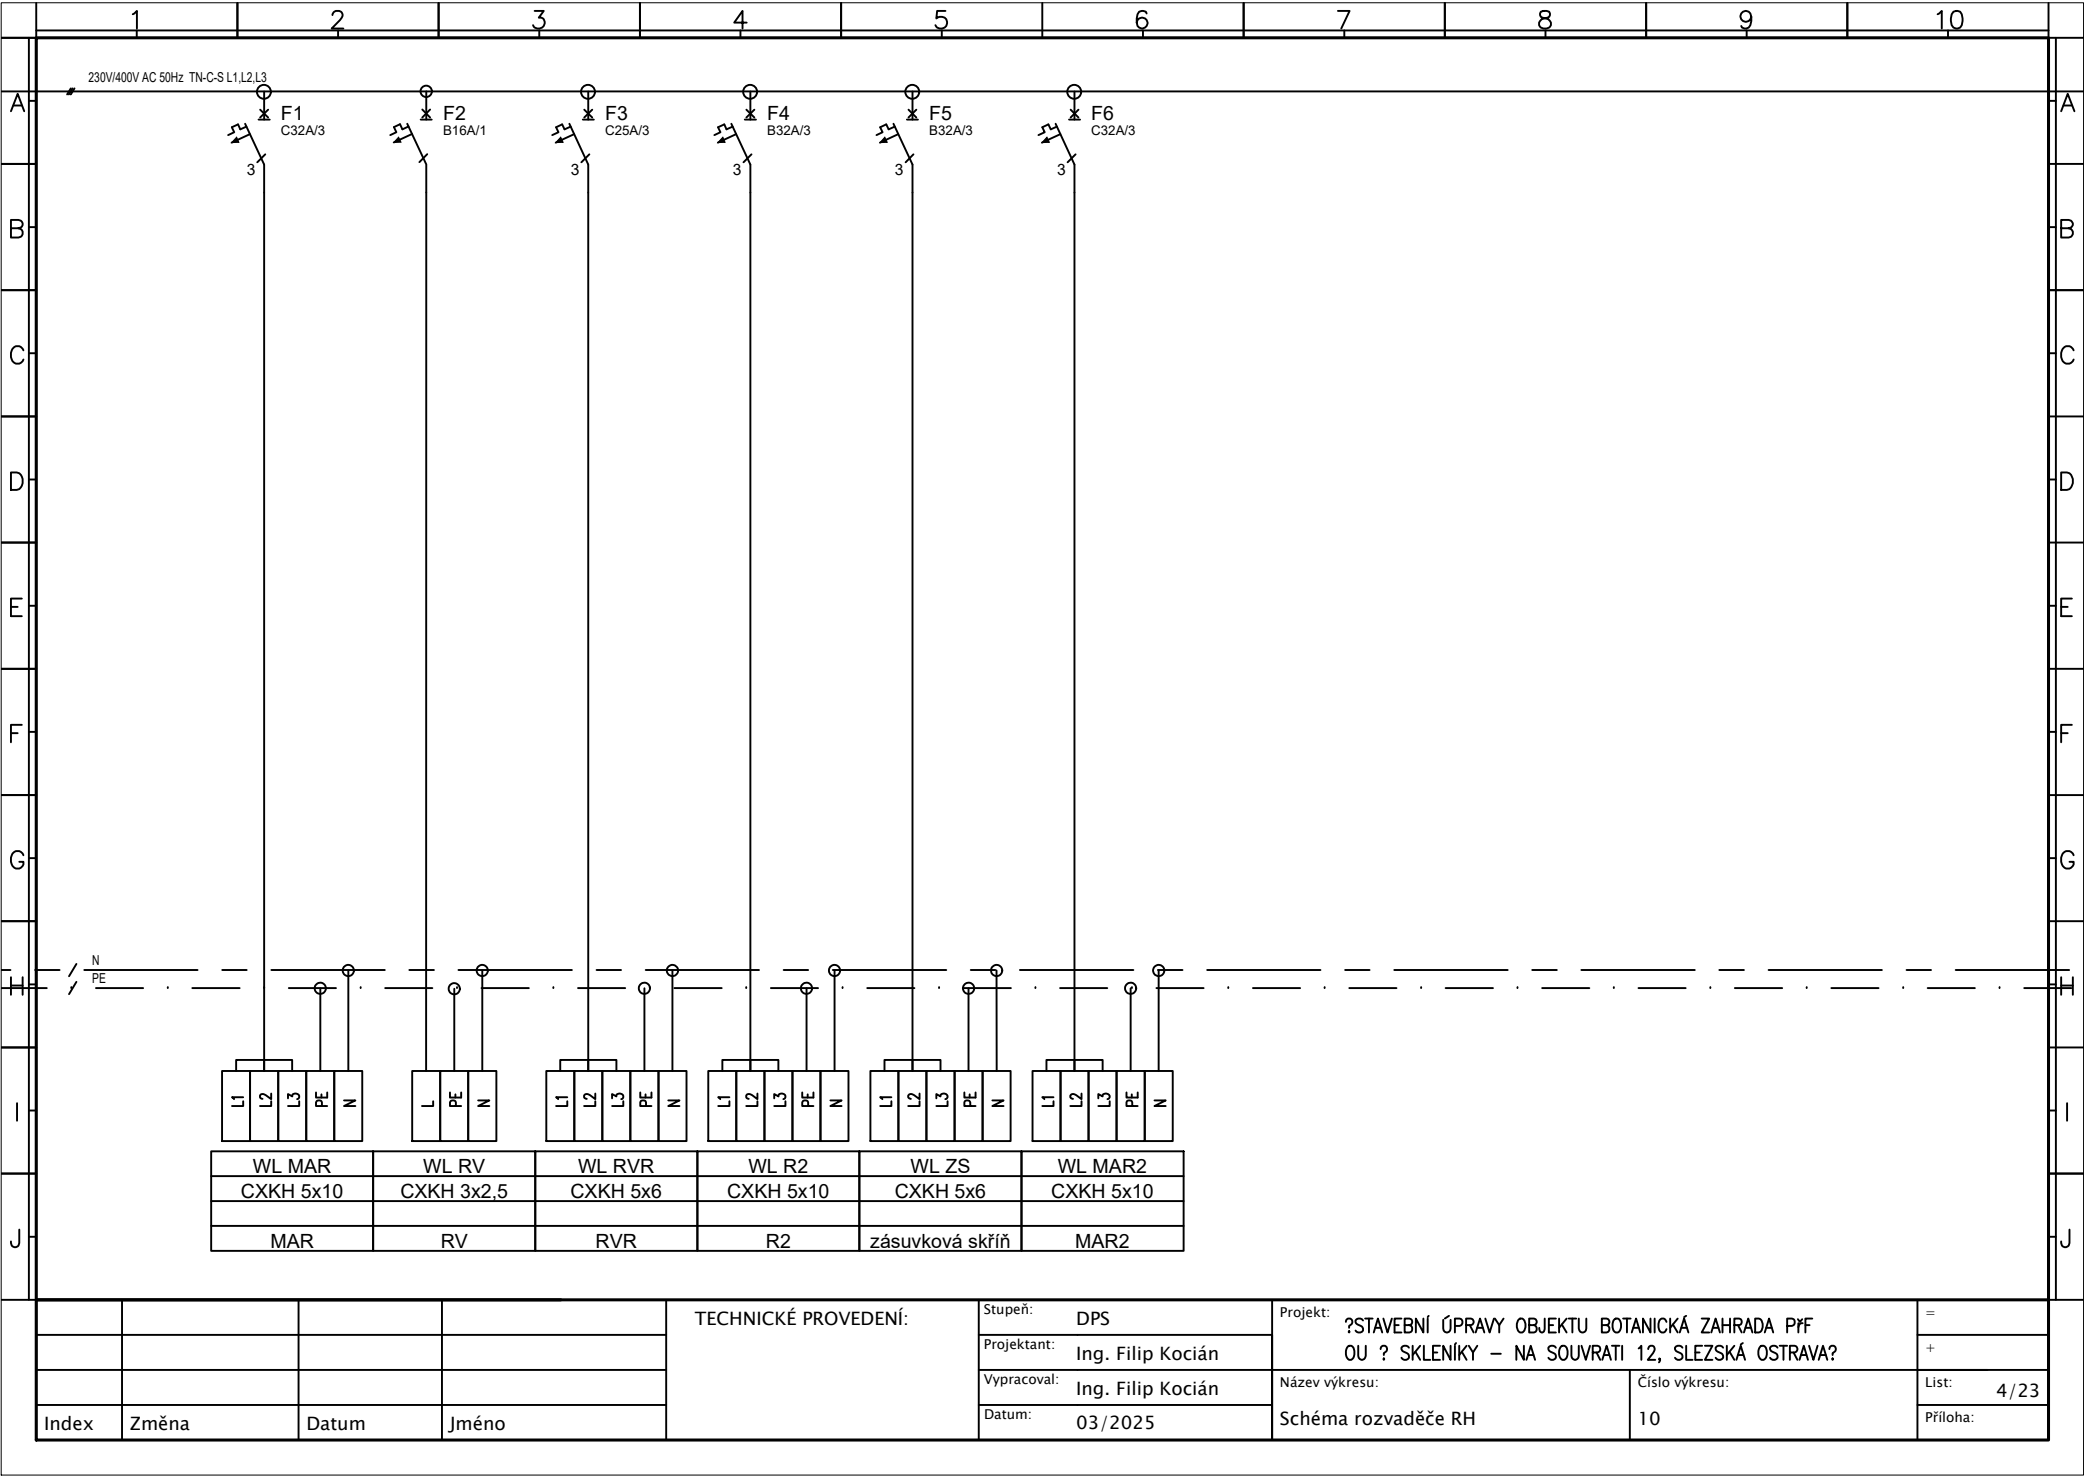 1 2 3 4 5 6 7 8 9 10
230V/400V AC 50Hz TN-C-S L1,L2,L3
A A
F1 F2 F3 F4 F5 F6
C32A/3 B16A/1 C25A/3 B32A/3 B32A/3 C32A/3
3 3 3 3 3
B B
C C
D D
E E
F F
G G
N
PE
H H
L1 L2 L3 PE N L PE N L1 L2 L3 PE N L1 L2 L3 PE N L1 L2 L3 PE N L1 L2 L3 PE N
I I
WL MAR WL RV WL RVR WL R2 WL ZS WL MAR2
CXKH 5x10 CXKH 3x2,5 CXKH 5x6 CXKH 5x10 CXKH 5x6 CXKH 5x10
J J
MAR RV RVR R2 zásuvková skříň MAR2
TECHNICKÉ PROVEDENÍ:
Stupeň: DPS
Projektant: Ing. Filip Kocián
Vypracoval: Ing. Filip Kocián
Datum: 03/2025
Projekt: ?STAVEBNÍ ÚPRAVY OBJEKTU BOTANICKÁ ZAHRADA PřF
OU ? SKLENÍKY – NA SOUVRATI 12, SLEZSKÁ OSTRAVA?
Název výkresu:
Schéma rozvaděče RH
Číslo výkresu:
10
=
+
List: 4/23
Příloha:
Index Změna Datum Jméno